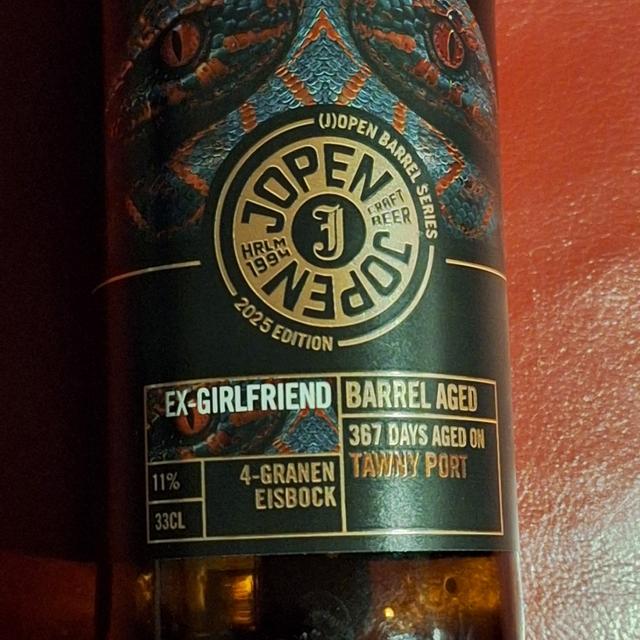 (J)OPEN BARREL SERIES
JOPEN
CRAFT
BEER
J
HRLM
1994
JOPEN
2025 EDITION
EX-GIRLFRIEND
BARREL AGED
367 DAYS AGED ON
TAWNY PORT
11%
4-GRANEN
EISBOCK
33CL